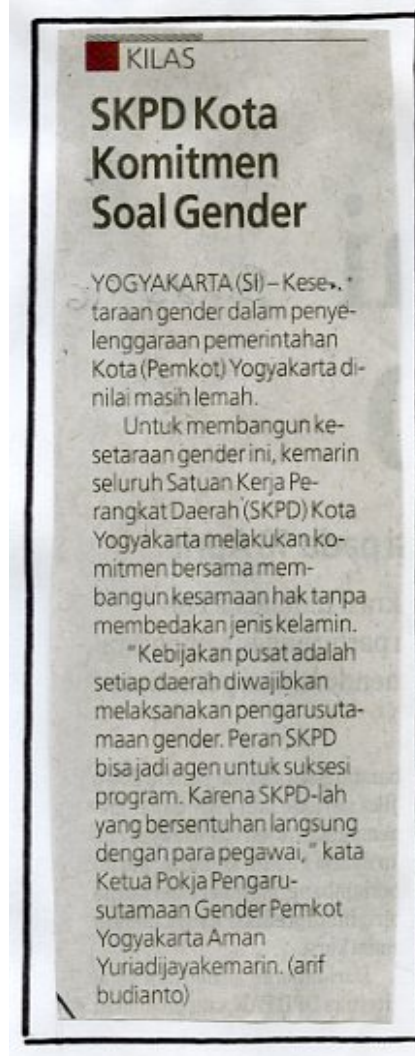 KILAS
SKPD Kota
Komitmen
Soal Gender
YOGYAKARTA (SI) – Kese-
taraan gender dalam penye-
lenggaraan pemerintahan
Kota (Pemkot) Yogyakarta di-
nilai masih lemah.
Untuk membangun ke-
setaraan gender ini, kemarin
seluruh Satuan Kerja Pe-
rangkat Daerah (SKPD) Kota
Yogyakarta melakukan ko-
mitmen bersama mem-
bangun kesamaan hak tanpa
membedakan jenis kelamin.
"Kebijakan pusat adalah
setiap daerah diwajibkan
melaksanakan pengarusuta-
maan gender. Peran SKPD
bisa jadi agen untuk suksesi
program. Karena SKPD-lah
yang bersentuhan langsung
dengan para pegawai," kata
Ketua Pokja Pengaru-
sutamaan Gender Pemkot
Yogyakarta Aman
Yuriadijayakemarin. (arif
budianto)